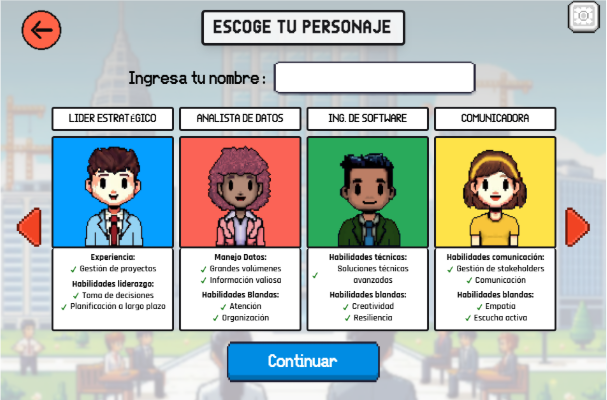 ESCOGE TU PERSONAJE
Ingresa tu nombre:
LIDER ESTRATéGICO
Experiencia:
✓ Gestión de proyectos
Habilidades liderazgo:
✓ Toma de decisiones
✓ Planificación a largo plazo
ANALISTA DE DATOS
Manejo Datos:
✓ Grandes volúmenes
✓ Información valiosa
Habilidades Blandas:
✓ Atención
✓ Organización
ING. DE SOFTWARE
Habilidades técnicas:
✓ Soluciones técnicas
avanzadas
Habilidades blandas:
✓ Creatividad
✓ Resiliencia
COMUNICADORA
Habilidades comunicación:
✓ Gestión de stakeholders
✓ Comunicación
Habilidades blandas:
✓ Empatia
✓ Escucha activa
Continuar